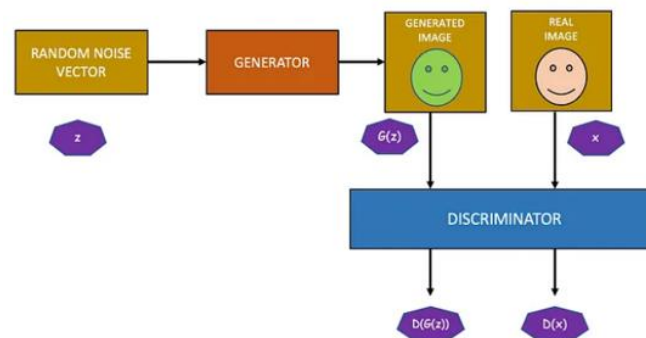 RANDOM NOISE
VECTOR
GENERATOR
GENERATED
IMAGE
REAL
IMAGE
z
G(z)
x
DISCRIMINATOR
D(G(z))
D(x)